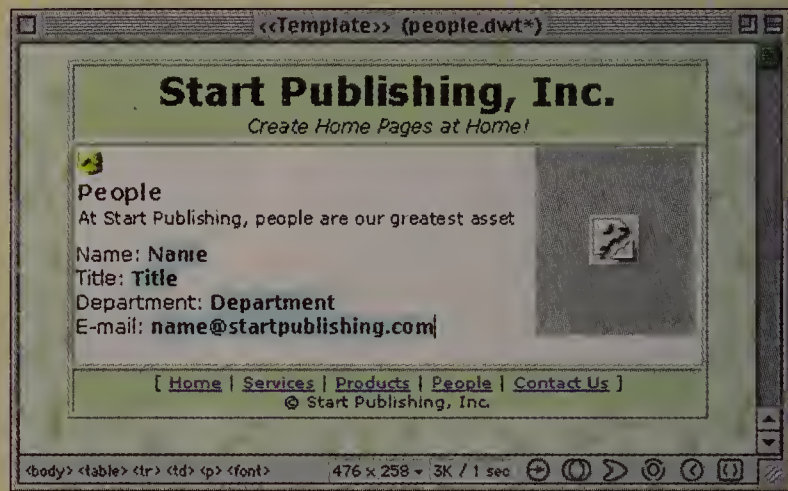 <<Template>> (people.dwt*)
Start Publishing, Inc.
Create Home Pages at Home!
People
At Start Publishing, people are our greatest asset
Name: Name
Title: Title
Department: Department
E-mail: name@startpublishing.com
[ Home | Services | Products | People | Contact Us ]
© Start Publishing, Inc.
<body> <table> <tr> <td> <p> <font> 476 x 258 3K / 1 sec